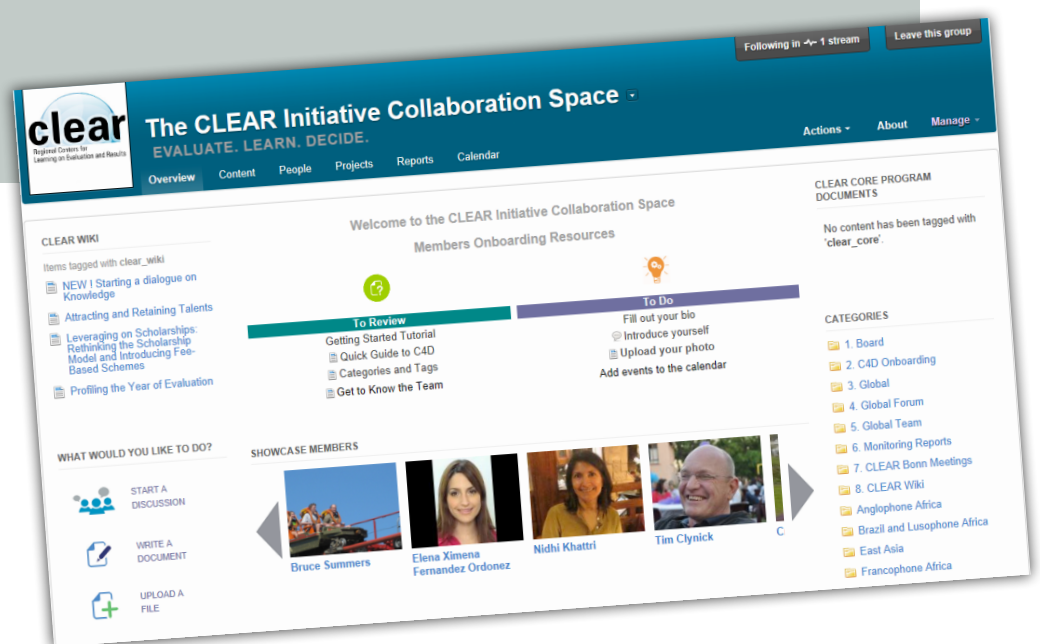 Following in 1 stream
Leave this group
clear
Regional Centers for
Learning on Evaluation and Results
The CLEAR Initiative Collaboration Space
EVALUATE. LEARN. DECIDE.
Actions
About
Manage
Overview
Content
People
Projects
Reports
Calendar
CLEAR WIKI
Items tagged with clear_wiki
NEW ! Starting a dialogue on
Knowledge
Attracting and Retaining Talents
Leveraging on Scholarships:
Rethinking the Scholarship
Model and Introducing Fee-
Based Schemes
Profiling the Year of Evaluation
Welcome to the CLEAR Initiative Collaboration Space
Members Onboarding Resources
To Review
Getting Started Tutorial
Quick Guide to C4D
Categories and Tags
Get to Know the Team
To Do
Fill out your bio
Introduce yourself
Upload your photo
Add events to the calendar
CLEAR CORE PROGRAM
DOCUMENTS
No content has been tagged with
'clear_core'.
CATEGORIES
1. Board
2. C4D Onboarding
3. Global
4. Global Forum
5. Global Team
6. Monitoring Reports
7. CLEAR Bonn Meetings
8. CLEAR Wiki
Anglophone Africa
Brazil and Lusophone Africa
East Asia
Francophone Africa
WHAT WOULD YOU LIKE TO DO?
START A
DISCUSSION
WRITE A
DOCUMENT
UPLOAD A
FILE
SHOWCASE MEMBERS
Bruce Summers
Elena Ximena
Fernandez Ordonez
Nidhi Khattri
Tim Clynick
C